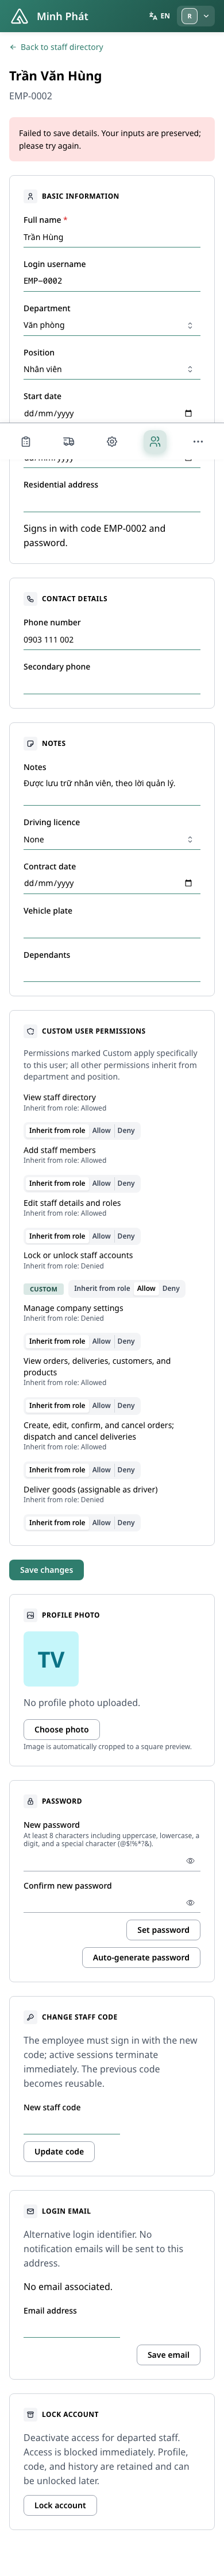 Minh Phát
EN
R
Back to staff directory
Trần Văn Hùng
EMP-0002
Failed to save details. Your inputs are preserved;
please try again.
BASIC INFORMATION
Full name *
Trần Hùng
Login username
EMP-0002
Department
Văn phòng
Position
Nhân viên
Start date
dd/mm/yyyy
Residential address
Signs in with code EMP-0002 and
password.
CONTACT DETAILS
Phone number
0903 111 002
Secondary phone
NOTES
Notes
Được lưu trữ nhân viên, theo lời quản lý.
Driving licence
None
Contract date
dd/mm/yyyy
Vehicle plate
Dependants
CUSTOM USER PERMISSIONS
Permissions marked Custom apply specifically
to this user; all other permissions inherit from
department and position.
View staff directory
Inherit from role: Allowed
Inherit from role Allow Deny
Add staff members
Inherit from role: Allowed
Inherit from role Allow Deny
Edit staff details and roles
Inherit from role: Allowed
Inherit from role Allow Deny
Lock or unlock staff accounts
Inherit from role: Denied
CUSTOM Inherit from role Allow Deny
Manage company settings
Inherit from role: Denied
Inherit from role Allow Deny
View orders, deliveries, customers, and
products
Inherit from role: Allowed
Inherit from role Allow Deny
Create, edit, confirm, and cancel orders;
dispatch and cancel deliveries
Inherit from role: Allowed
Inherit from role Allow Deny
Deliver goods (assignable as driver)
Inherit from role: Denied
Inherit from role Allow Deny
Save changes
PROFILE PHOTO
TV
No profile photo uploaded.
Choose photo
Image is automatically cropped to a square preview.
PASSWORD
New password
At least 8 characters including uppercase, lowercase, a
digit, and a special character (@$!%*?&).
Confirm new password
Set password
Auto-generate password
CHANGE STAFF CODE
The employee must sign in with the new
code; active sessions terminate
immediately. The previous code
becomes reusable.
New staff code
Update code
LOGIN EMAIL
Alternative login identifier. No
notification emails will be sent to this
address.
No email associated.
Email address
Save email
LOCK ACCOUNT
Deactivate access for departed staff.
Access is blocked immediately. Profile,
code, and history are retained and can
be unlocked later.
Lock account